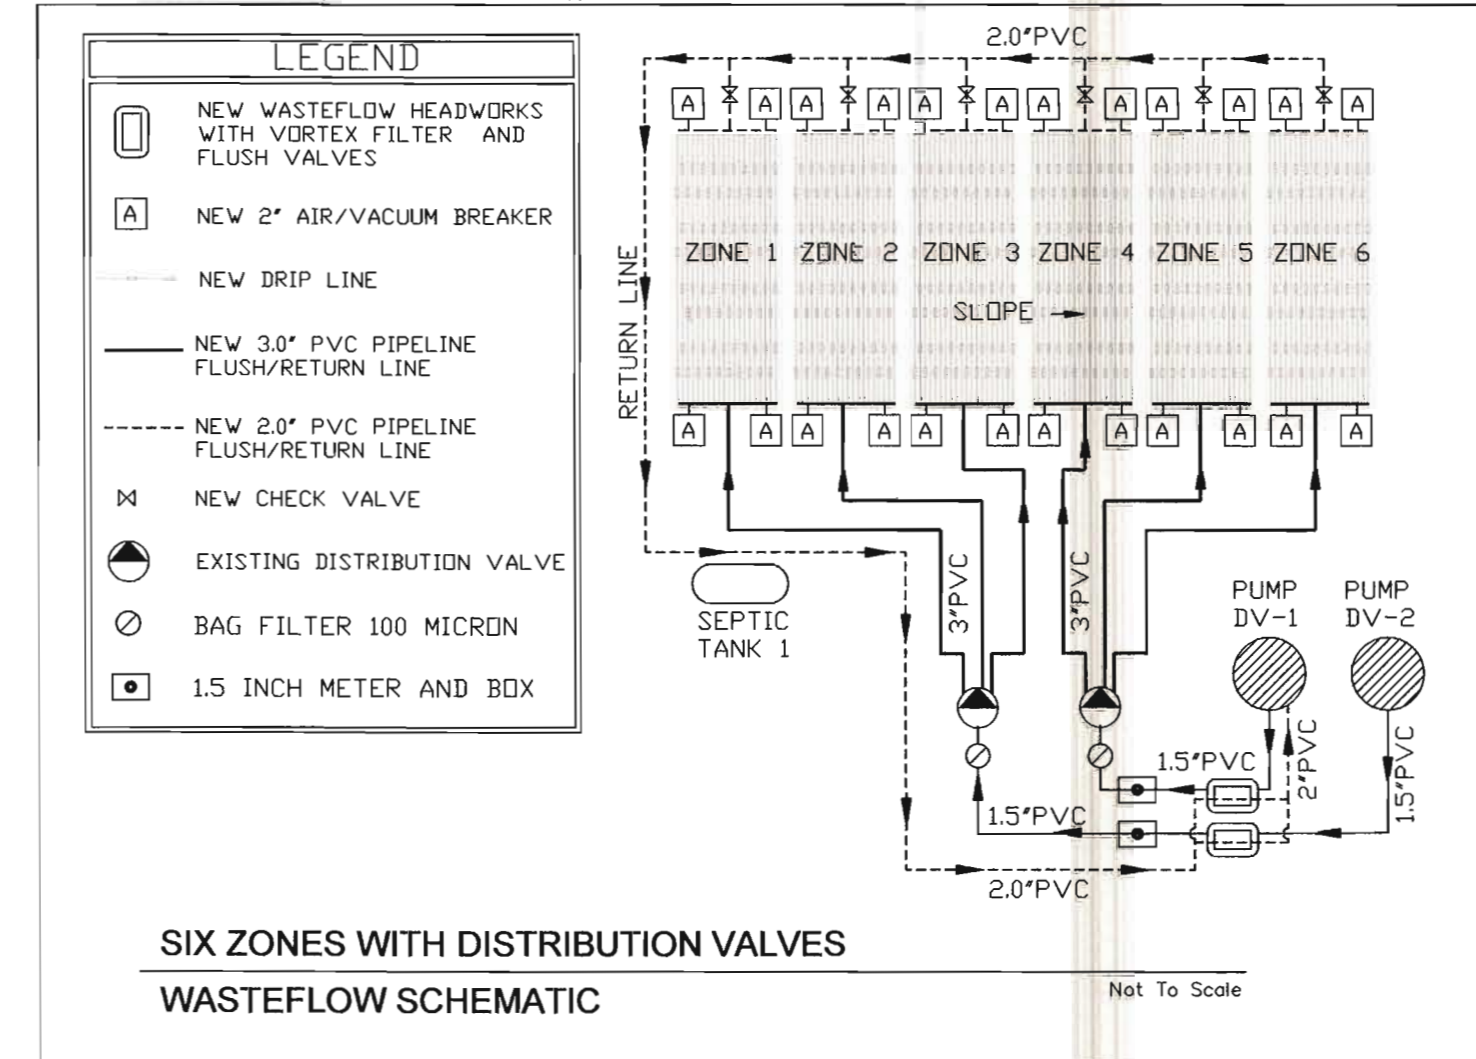 LEGEND
NEW WASTEFLOW HEADWORKS
WITH VORTEX FILTER AND
FLUSH VALVES
A
NEW 2" AIR/VACUUM BREAKER
NEW DRIP LINE
NEW 3.0" PVC PIPELINE
FLUSH/RETURN LINE
NEW 2.0" PVC PIPELINE
FLUSH/RETURN LINE
NEW CHECK VALVE
EXISTING DISTRIBUTION VALVE
BAG FILTER 100 MICRON
1.5 INCH METER AND BOX
2.0"PVC
A A A A A A A A A A A A
ZONE 1 ZONE 2 ZONE 3 ZONE 4 ZONE 5 ZONE 6
SLOPE
RETURN LINE
A A A A A A A A A A A A
SEPTIC
TANK 1
3"PVC
3"PVC
PUMP
DV-1
PUMP
DV-2
1.5"PVC
2"PVC
1.5"PVC
1.5"PVC
2.0"PVC
SIX ZONES WITH DISTRIBUTION VALVES
WASTEFLOW SCHEMATIC
Not To Scale